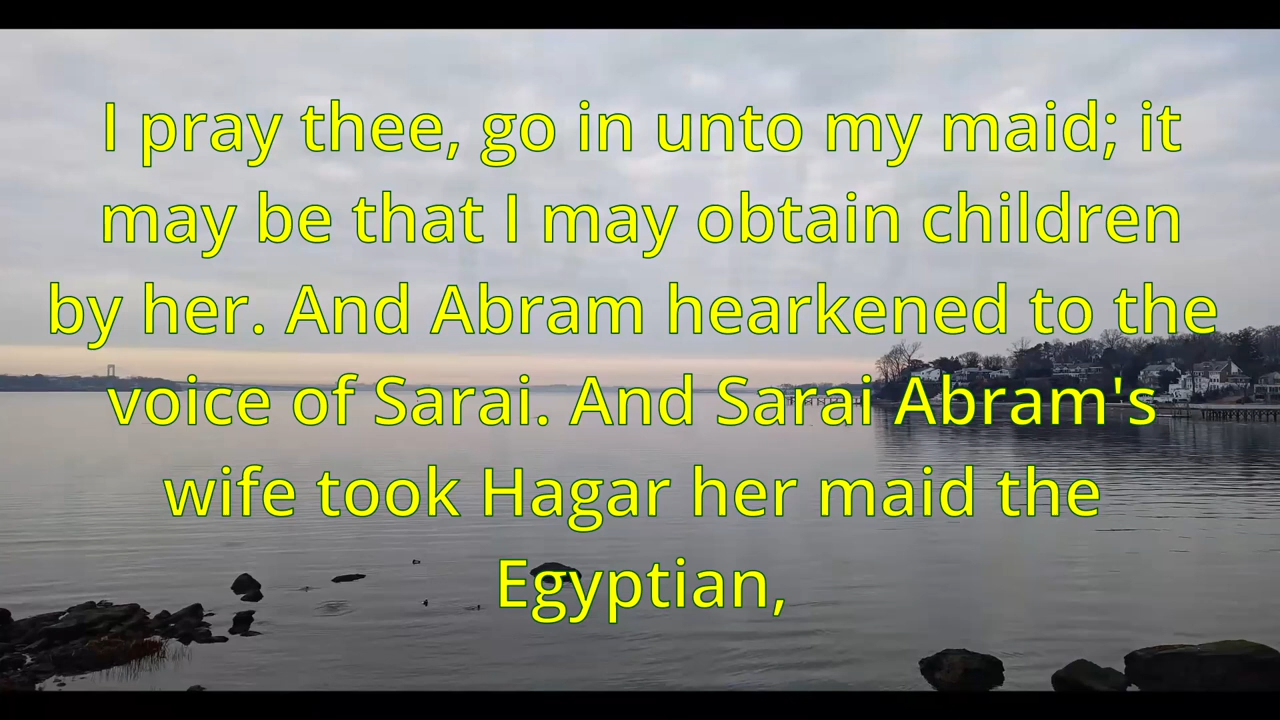 I pray thee, go in unto my maid; it
may be that I may obtain children
by her. And Abram hearkened to the
voice of Sarai. And Sarai Abram's
wife took Hagar her maid the
Egyptian,